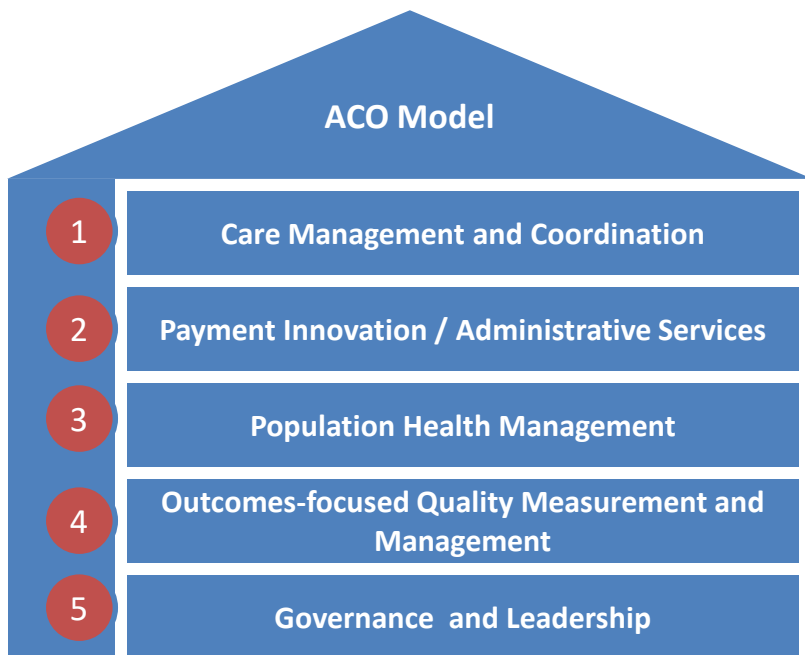 ACO Model
1
Care Management and Coordination
2
Payment Innovation / Administrative Services
3
Population Health Management
4
Outcomes-focused Quality Measurement and
Management
5
Governance  and Leadership